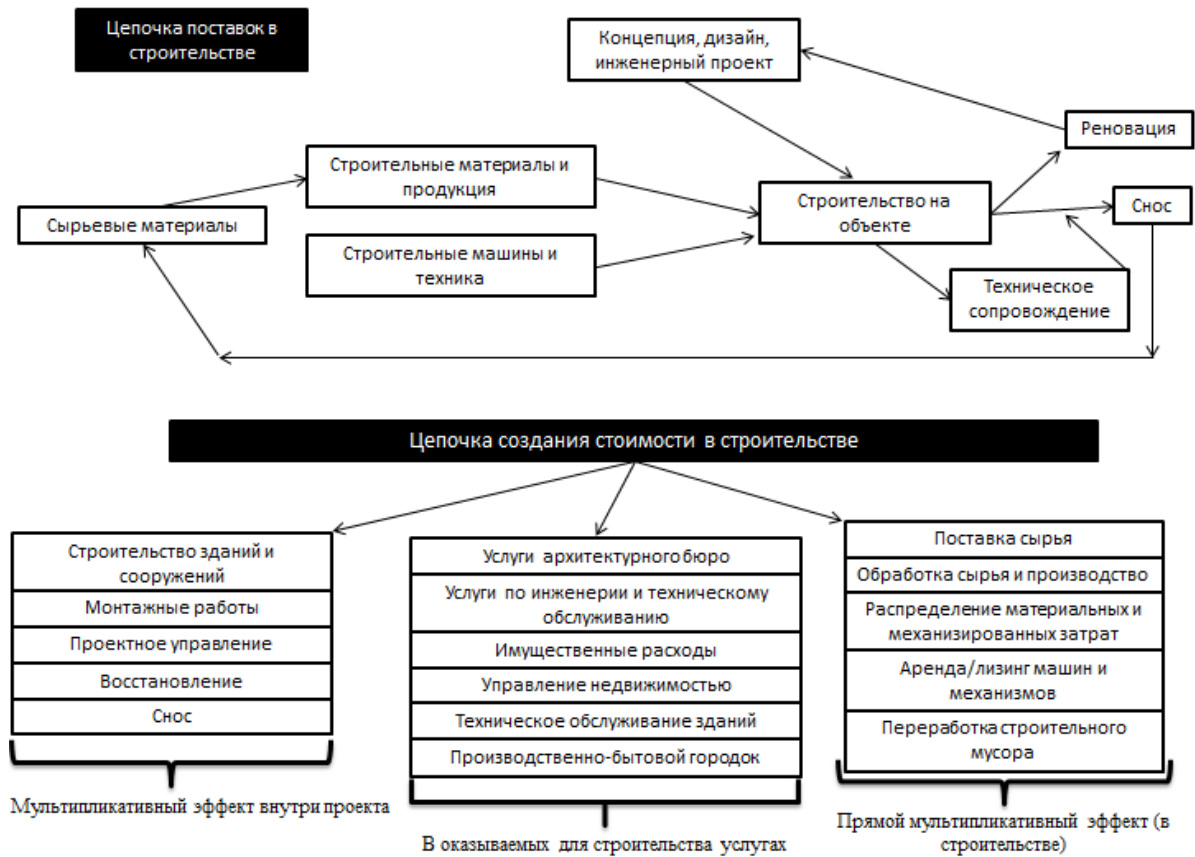 Цепочка поставок в
строительстве
Концепция, дизайн,
инженерный проект
Реновация
Строительные материалы и
продукция
Сырьевые материалы
Строительство на
объекте
Снос
Строительные машины и
техника
Техническое
сопровождение
Цепочка создания стоимости в строительстве
Строительство зданий и
сооружений
Монтажные работы
Проектное управление
Восстановление
Снос
Мультипликативный эффект внутри проекта
Услуги архитектурного бюро
Услуги по инженерии и техническому
обслуживанию
Имущественные расходы
Управление недвижимостью
Техническое обслуживание зданий
Производственно-бытовой городок
В оказываемых для строительства услугах
Поставка сырья
Обработка сырья и производство
Распределение материальных и
механизированных затрат
Аренда/лизинг машин и
механизмов
Переработка строительного
мусора
Прямой мультипликативный эффект (в
строительстве)